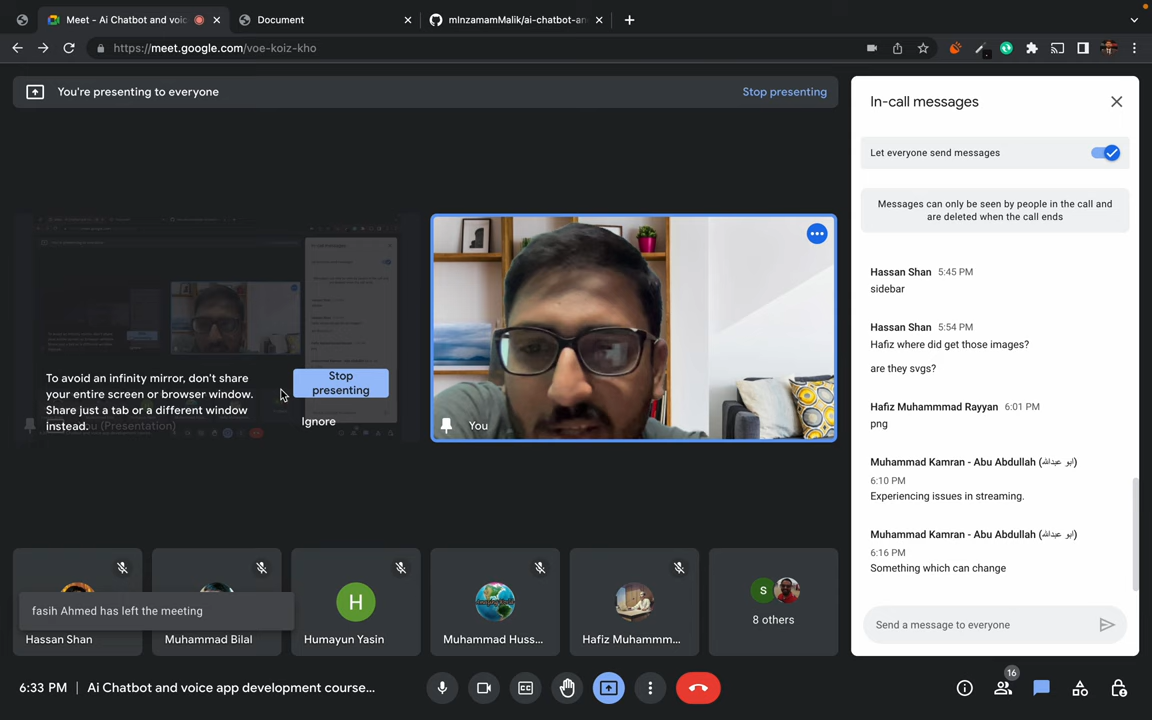 Meet - Ai Chatbot and voic
Document
mInzamamMalik/ai-chatbot-an
https://meet.google.com/voe-koiz-kho
You're presenting to everyone
Stop presenting
To avoid an infinity mirror, don't share
your entire screen or browser window.
Share just a tab or a different window
instead.
You (Presentation)
Stop
presenting
Ignore
You
Hassan Shan
Muhammad Bilal
H
Humayun Yasin
Muhammad Huss...
Hafiz Muhammm...
S
8 others
fasih Ahmed has left the meeting
6:33 PM
Ai Chatbot and voice app development course...
16
In-call messages
Let everyone send messages
Messages can only be seen by people in the call and
are deleted when the call ends
Hassan Shan 5:45 PM
sidebar
Hassan Shan 5:54 PM
Hafiz where did get those images?
are they svgs?
Hafiz Muhammmad Rayyan 6:01 PM
png
Muhammad Kamran - Abu Abdullah (ابو عبدالله)
6:10 PM
Experiencing issues in streaming.
Muhammad Kamran - Abu Abdullah (ابو عبدالله)
6:16 PM
Something which can change
Send a message to everyone